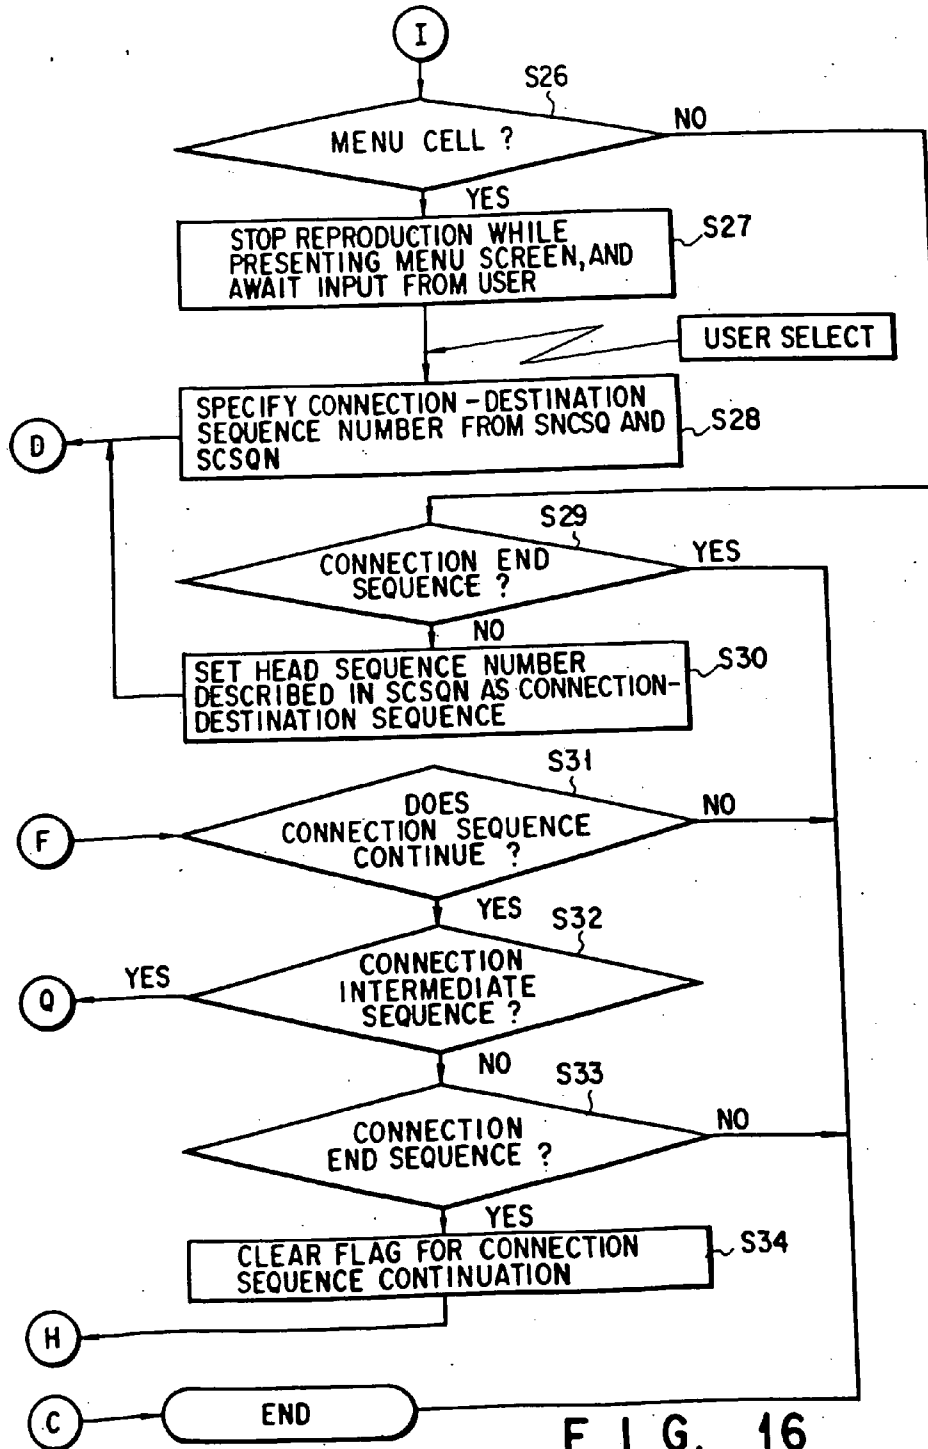 I
S26
MENU CELL ?
NO
YES
STOP REPRODUCTION WHILE
PRESENTING MENU SCREEN, AND
AWAIT INPUT FROM USER
S27
USER SELECT
SPECIFY CONNECTION-DESTINATION
SEQUENCE NUMBER FROM SNCSQ AND
SCSQN
S28
D
S29
CONNECTION END
SEQUENCE ?
YES
NO
SET HEAD SEQUENCE NUMBER
DESCRIBED IN SCSQN AS CONNECTION-
DESTINATION SEQUENCE
S30
S31
DOES
CONNECTION SEQUENCE
CONTINUE ?
NO
F
YES
S32
CONNECTION
INTERMEDIATE
SEQUENCE ?
YES
Q
NO
S33
CONNECTION
END SEQUENCE ?
NO
YES
CLEAR FLAG FOR CONNECTION
SEQUENCE CONTINUATION
S34
H
C
END
FIG. 16